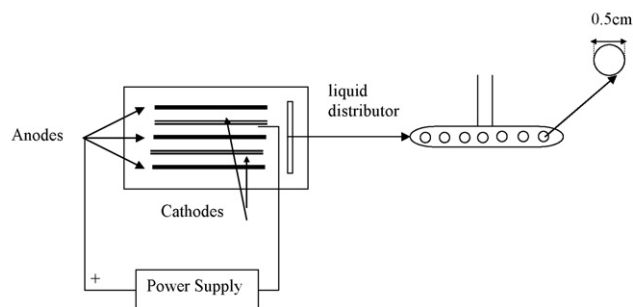 0.5cm
liquid
distributor
Anodes
Cathodes
+
Power Supply